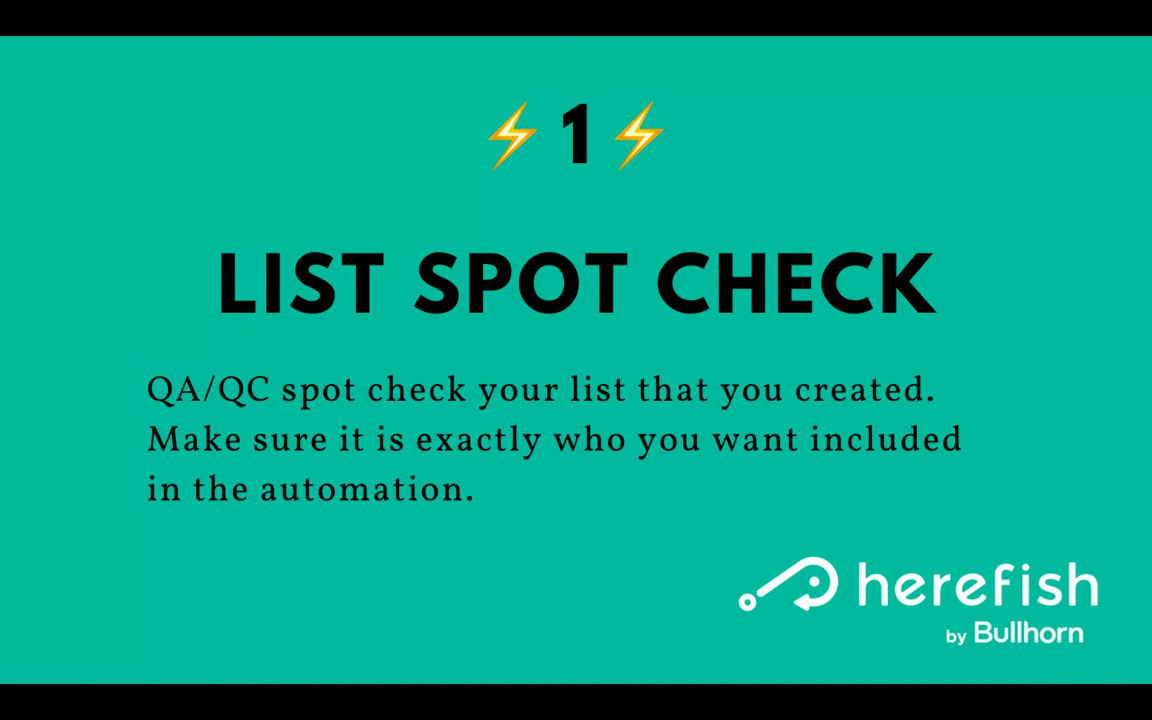 ⚡ 1 ⚡
LIST SPOT CHECK
QA/QC spot check your list that you created.
Make sure it is exactly who you want included
in the automation.
herefish
by Bullhorn